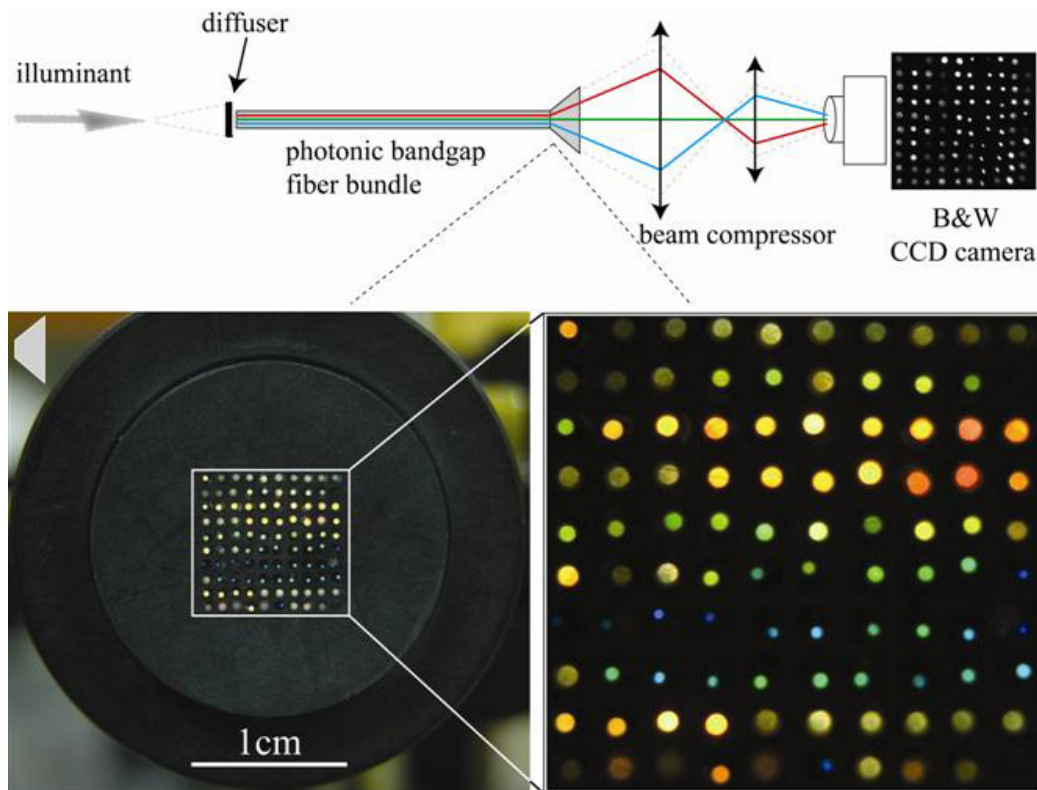 diffuser
illuminant
photonic bandgap
fiber bundle
beam compressor
B&W
CCD camera
1cm